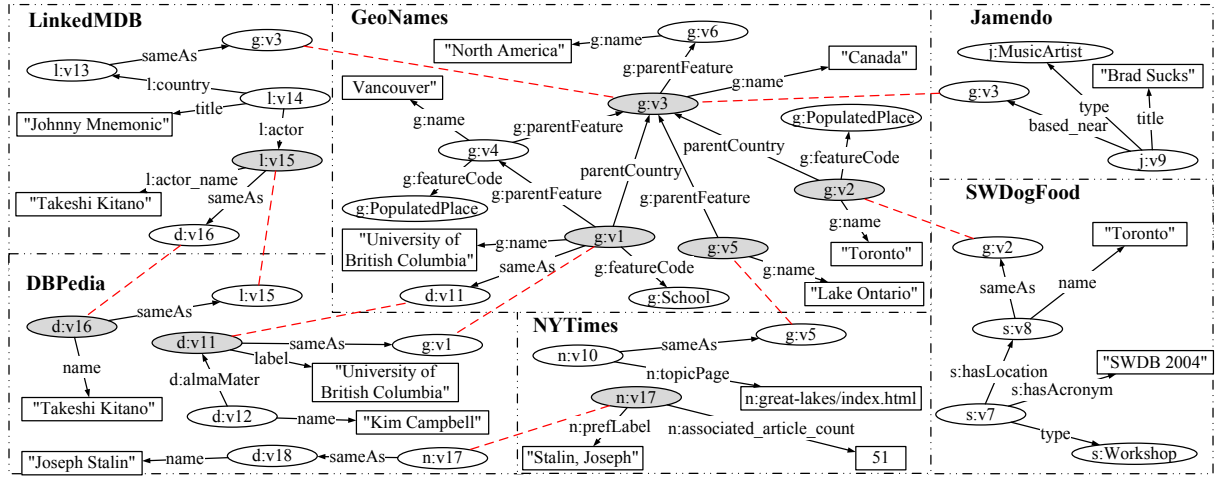 LinkedMDB
g:v3
sameAs
l:v13
l:country
title
l:v14
"Johnny Mnemonic"
l:actor
l:v15
l:actor_name
sameAs
"Takeshi Kitano"
d:v16
GeoNames
"North America"
g:name
g:v6
g:parentFeature
g:name
"Canada"
Vancouver"
g:v3
g:name
g:parentFeature
g:PopulatedPlace
g:v4
parentCountry
parentCountry
g:featureCode
g:featureCode
g:parentFeature
g:parentFeature
g:v2
g:PopulatedPlace
g:name
"University of
British Columbia"
g:name
g:v1
g:v5
"Toronto"
sameAs
g:featureCode
g:name
d:v11
g:School
"Lake Ontario"
Jamendo
j:MusicArtist
"Brad Sucks"
g:v3
type
based_near
title
j:v9
SWDogFood
"Toronto"
g:v2
sameAs
name
s:v8
s:hasLocation
"SWDB 2004"
s:hasAcronym
s:v7
type
s:Workshop
DBPedia
l:v15
sameAs
d:v16
name
"Takeshi Kitano"
d:v11
sameAs
g:v1
label
d:almaMater
"University of
British Columbia"
d:v12
name
"Kim Campbell"
"Joseph Stalin"
name
d:v18
sameAs
n:v17
NYTimes
g:v5
n:v10
sameAs
n:topicPage
n:great-lakes/index.html
n:v17
n:prefLabel
n:associated_article_count
"Stalin, Joseph"
51